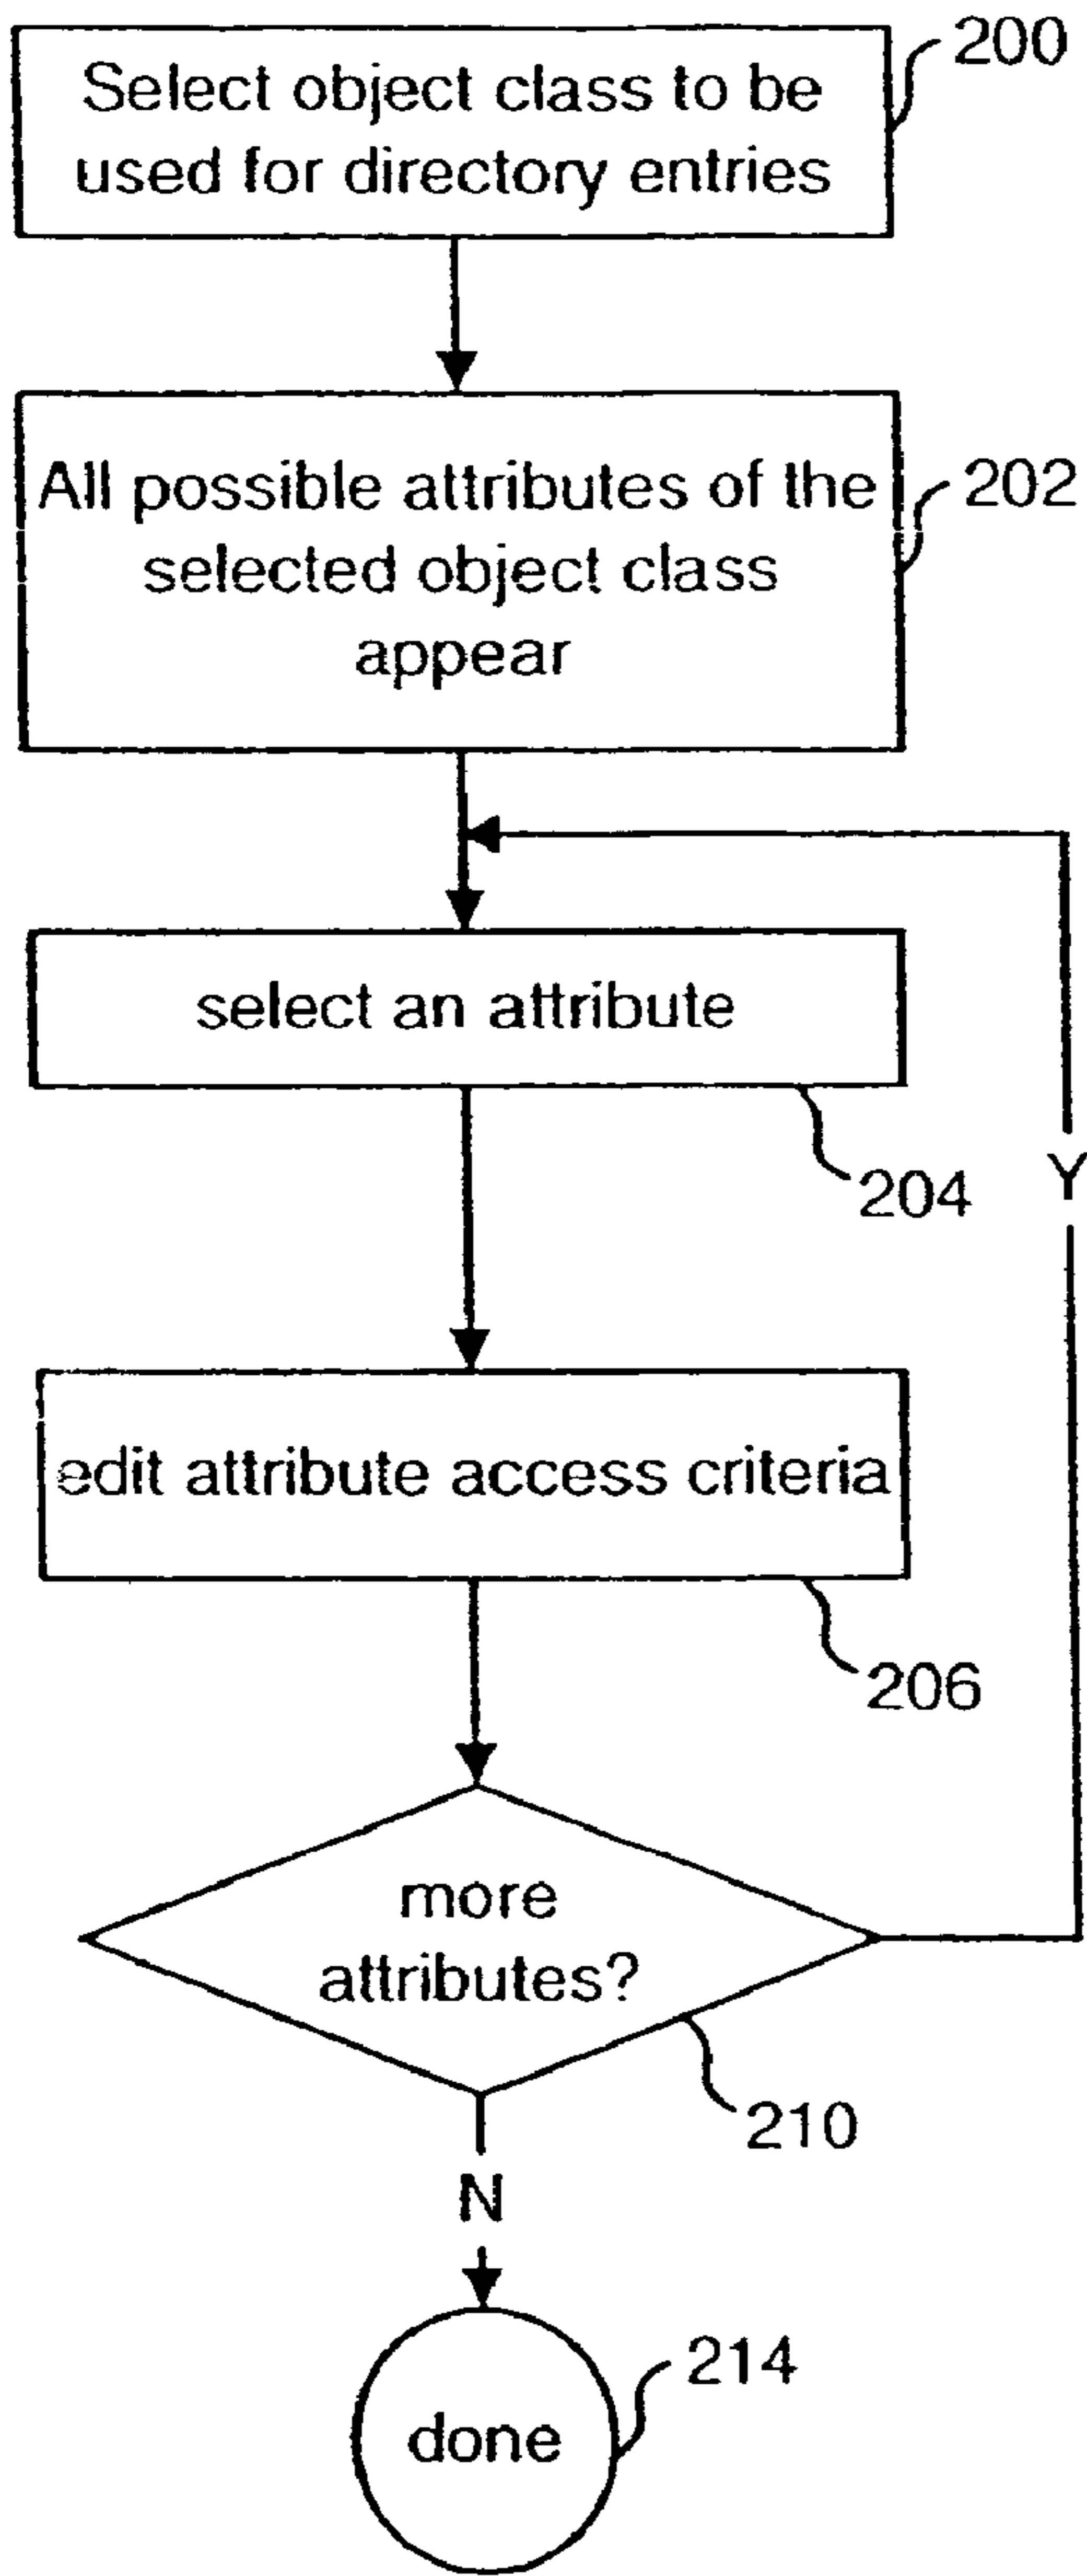 200
Select object class to be
used for directory entries
202
All possible attributes of the
selected object class
appear
select an attribute
204
Y
edit attribute access criteria
206
more
attributes?
210
N
214
done